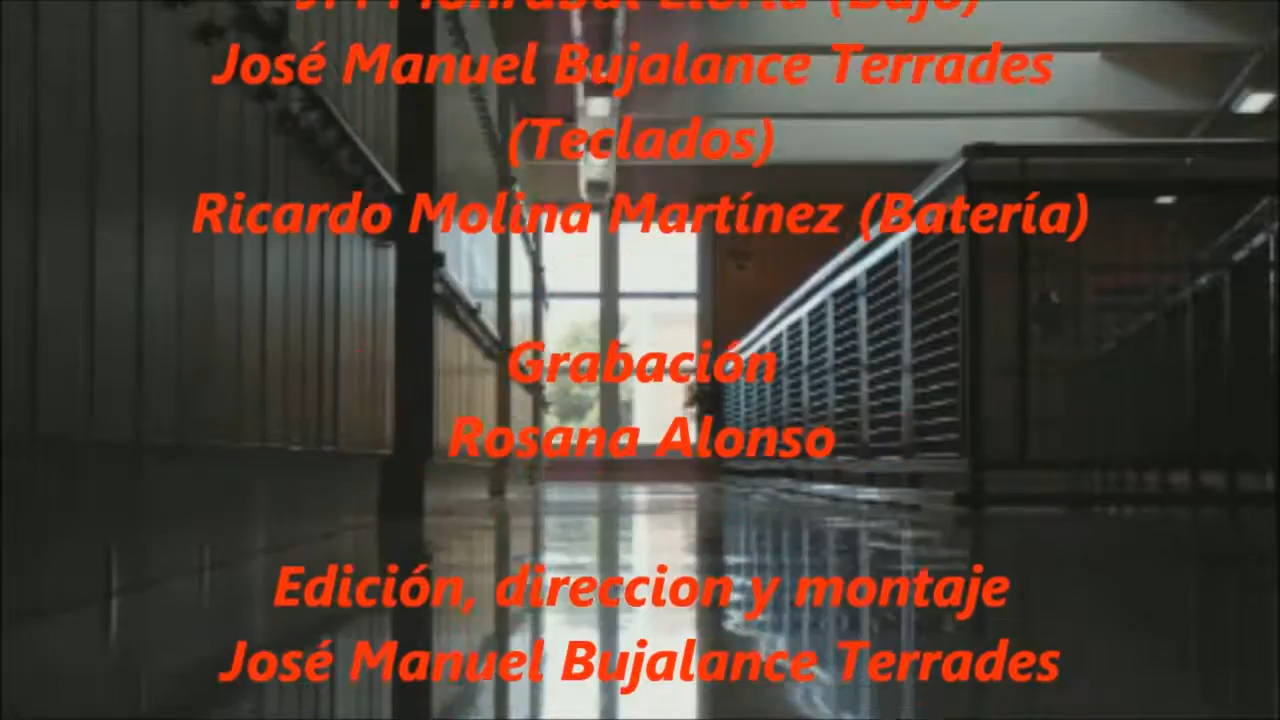 (Bajo)
José Manuel Bujalance Terrades
(Teclados)
Ricardo Molina Martínez (Batería)
Grabación
Rosana Alonso
Edición, direccion y montaje
José Manuel Bujalance Terrades